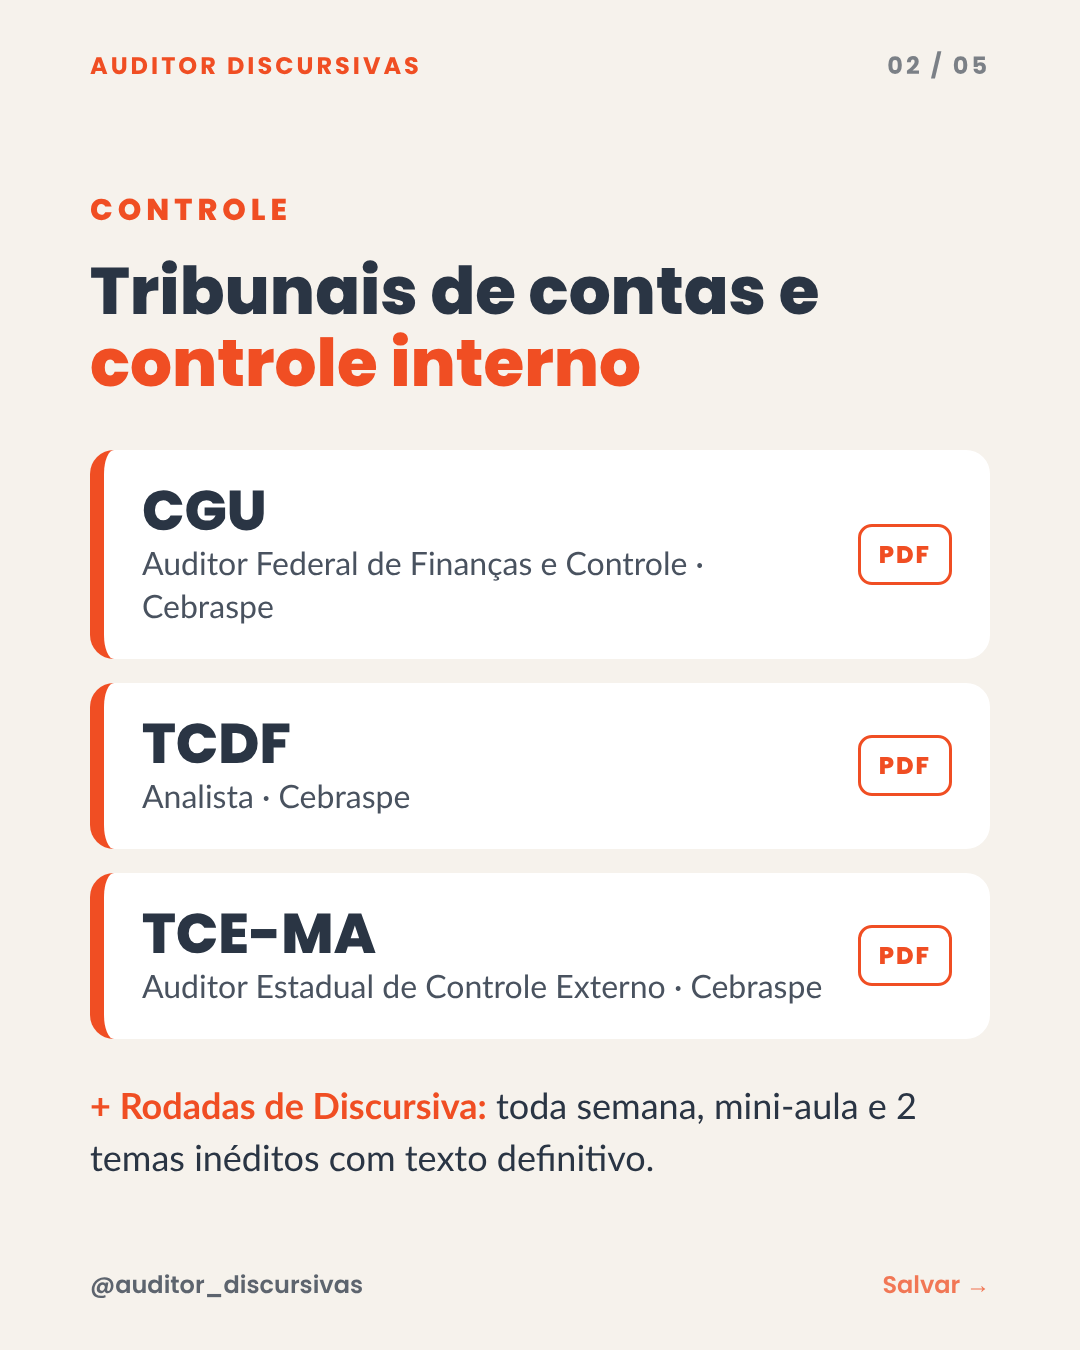 AUDITOR DISCURSIVAS
02 / 05
CONTROLE
Tribunais de contas e
controle interno
CGU
Auditor Federal de Finanças e Controle ·
Cebraspe
PDF
TCDF
Analista · Cebraspe
PDF
TCE-MA
Auditor Estadual de Controle Externo · Cebraspe
PDF
+ Rodadas de Discursiva: toda semana, mini-aula e 2
temas inéditos com texto definitivo.
@auditor_discursivas
Salvar →